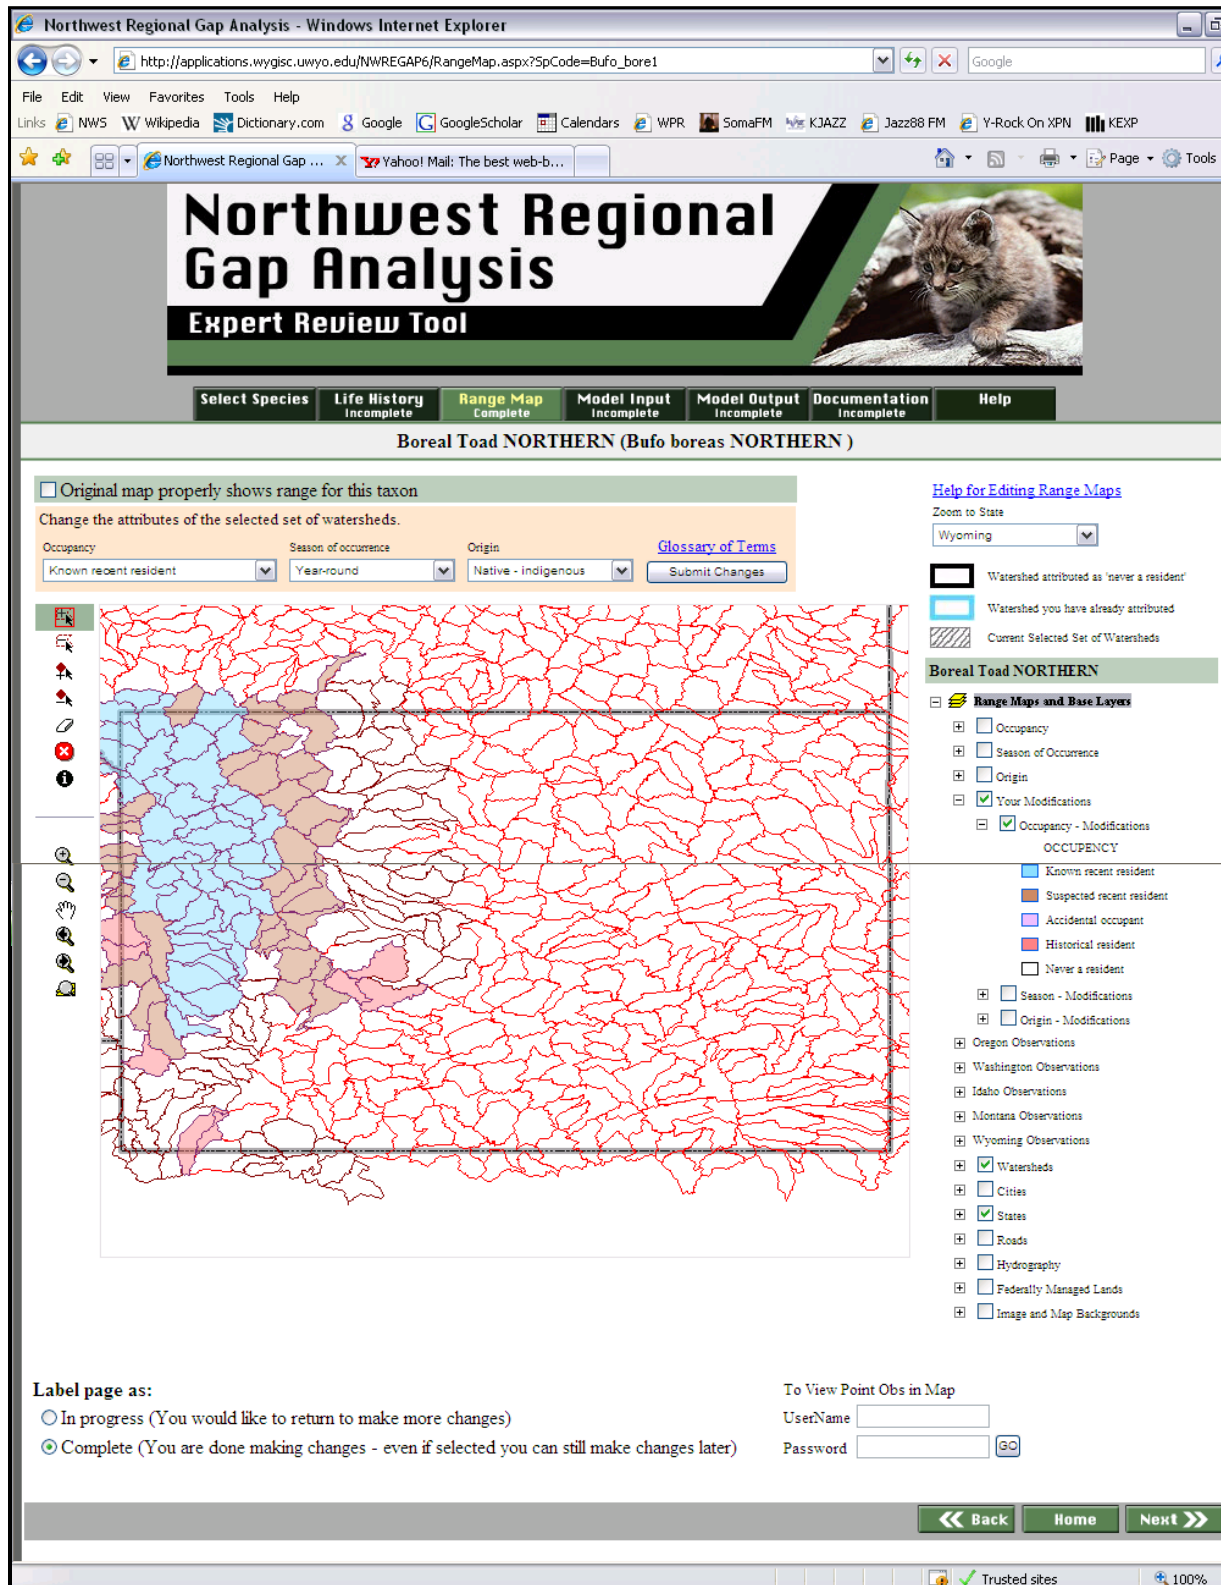 Northwest Regional Gap Analysis - Windows Internet Explorer
http://applications.wygisc.uwyo.edu/NWREGAP6/RangeMap.aspx?SpCode=Bufo_bore1
Google
File Edit View Favorites Tools Help
Links NWS Wikipedia Dictionary.com Google GoogleScholar Calendars WPR SomaFM KJAZZ Jazz88 FM Y-Rock On XPN KEXP
Northwest Regional Gap ... Yahoo! Mail: The best web-b... Page Tools
Northwest Regional
Gap Analysis
Expert Review Tool
Select Species Life History Incomplete Range Map Complete Model Input Incomplete Model Output Incomplete Documentation Incomplete Help
Boreal Toad NORTHERN (Bufo boreas NORTHERN )
Original map properly shows range for this taxon
Change the attributes of the selected set of watersheds.
Occupancy Season of occurrence Origin Glossary of Terms
Known recent resident Year-round Native - indigenous Submit Changes
Help for Editing Range Maps
Zoom to State
Wyoming
Watershed attributed as 'never a resident'
Watershed you have already attributed
Current Selected Set of Watersheds
Boreal Toad NORTHERN
Range Maps and Base Layers
Occupancy
Season of Occurrence
Origin
Your Modifications
Occupancy - Modifications
OCCUPENCY
Known recent resident
Suspected recent resident
Accidental occupant
Historical resident
Never a resident
Season - Modifications
Origin - Modifications
Oregon Observations
Washington Observations
Idaho Observations
Montana Observations
Wyoming Observations
Watersheds
Cities
States
Roads
Hydrography
Federally Managed Lands
Image and Map Backgrounds
Label page as:
In progress (You would like to return to make more changes)
Complete (You are done making changes - even if selected you can still make changes later)
To View Point Obs in Map
UserName
Password GO
Back Home Next
Trusted sites 100%